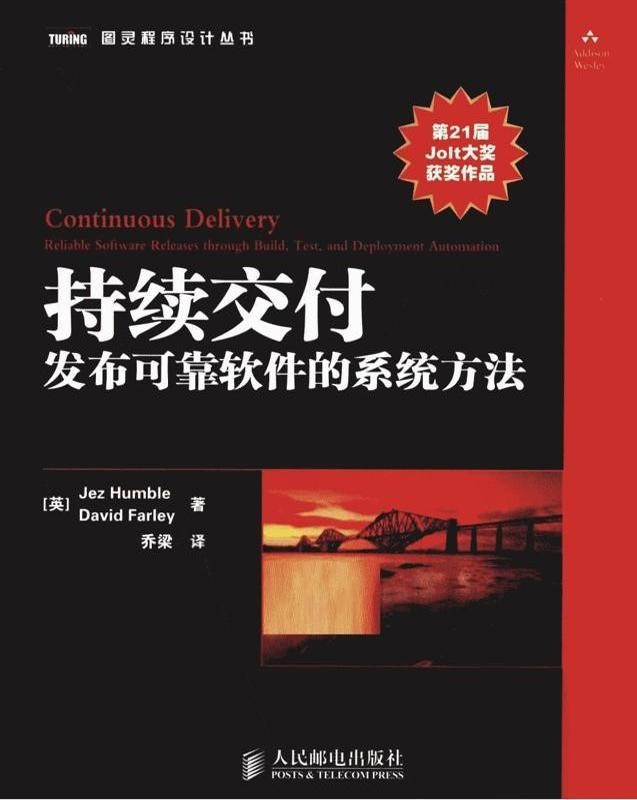 TURING 图灵程序设计丛书
Addison
Wesley
第21届
Jolt大奖
获奖作品
Continuous Delivery
Reliable Software Releases through Build, Test, and Deployment Automation
持续交付
发布可靠软件的系统方法
[英] Jez Humble
David Farley 著
乔梁 译
人民邮电出版社
POSTS & TELECOM PRESS